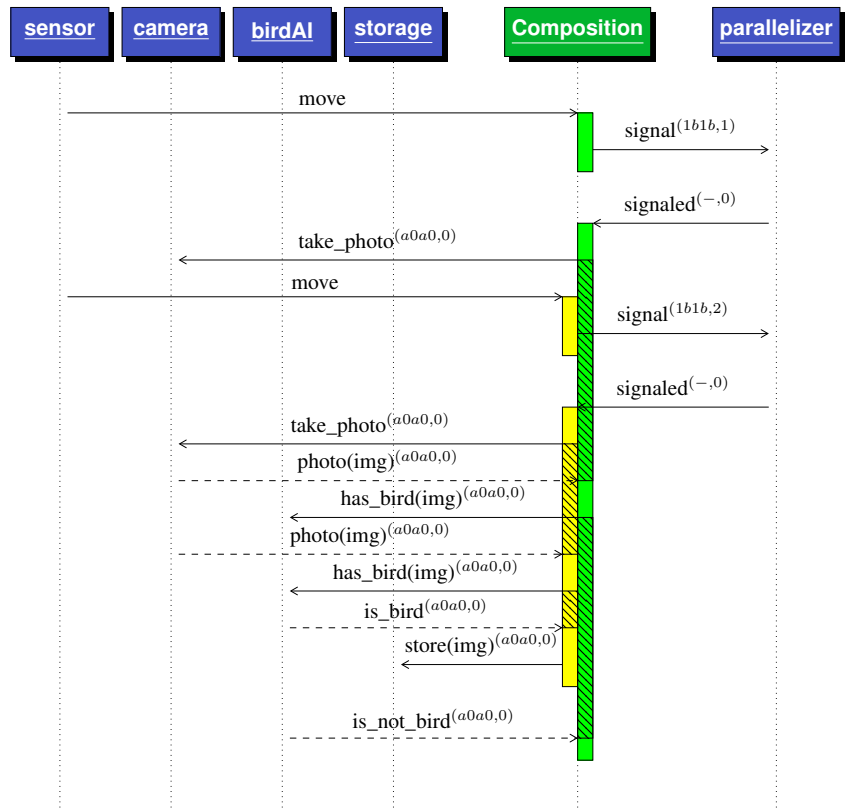 sensor camera birdAI storage Composition parallelizer
move
signal^(1b1b,1)
signaled^(−,0)
take_photo^(a0a0,0)
move
signal^(1b1b,2)
signaled^(−,0)
take_photo^(a0a0,0)
photo(img)^(a0a0,0)
has_bird(img)^(a0a0,0)
photo(img)^(a0a0,0)
has_bird(img)^(a0a0,0)
is_bird^(a0a0,0)
store(img)^(a0a0,0)
is_not_bird^(a0a0,0)